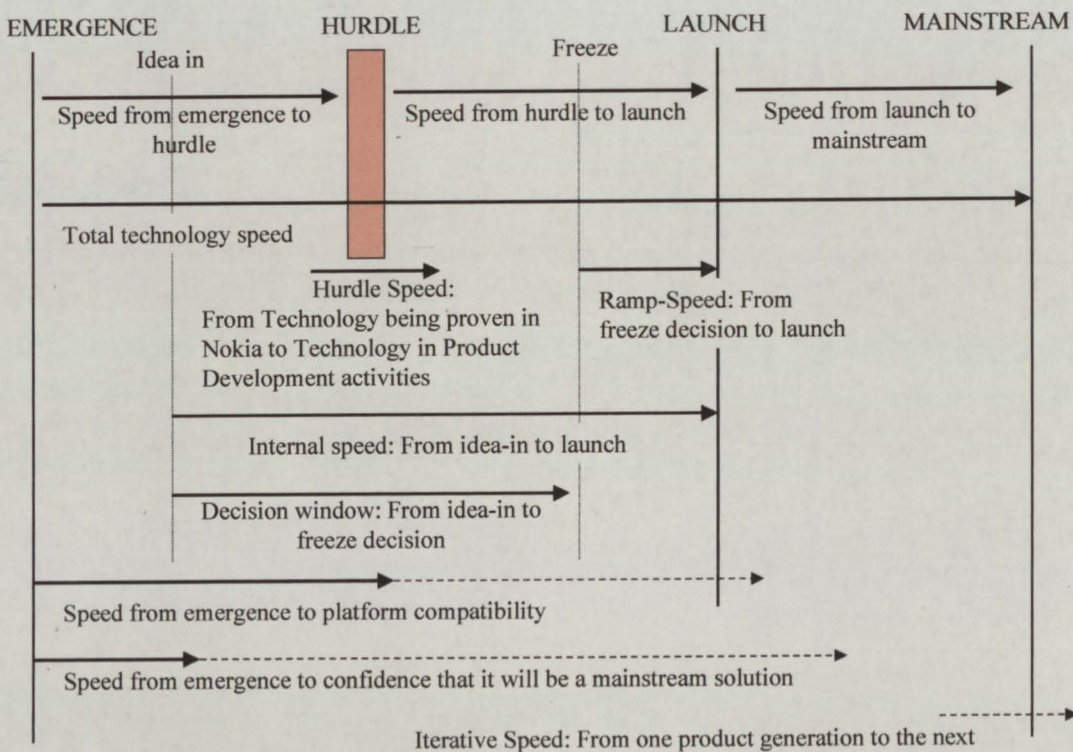 EMERGENCE
HURDLE
LAUNCH
MAINSTREAM
Idea in
Freeze
Speed from emergence to
hurdle
Speed from hurdle to launch
Speed from launch to
mainstream
Total technology speed
Hurdle Speed:
From Technology being proven in
Nokia to Technology in Product
Development activities
Ramp-Speed: From
freeze decision to launch
Internal speed: From idea-in to launch
Decision window: From idea-in to
freeze decision
Speed from emergence to platform compatibility
Speed from emergence to confidence that it will be a mainstream solution
Iterative Speed: From one product generation to the next